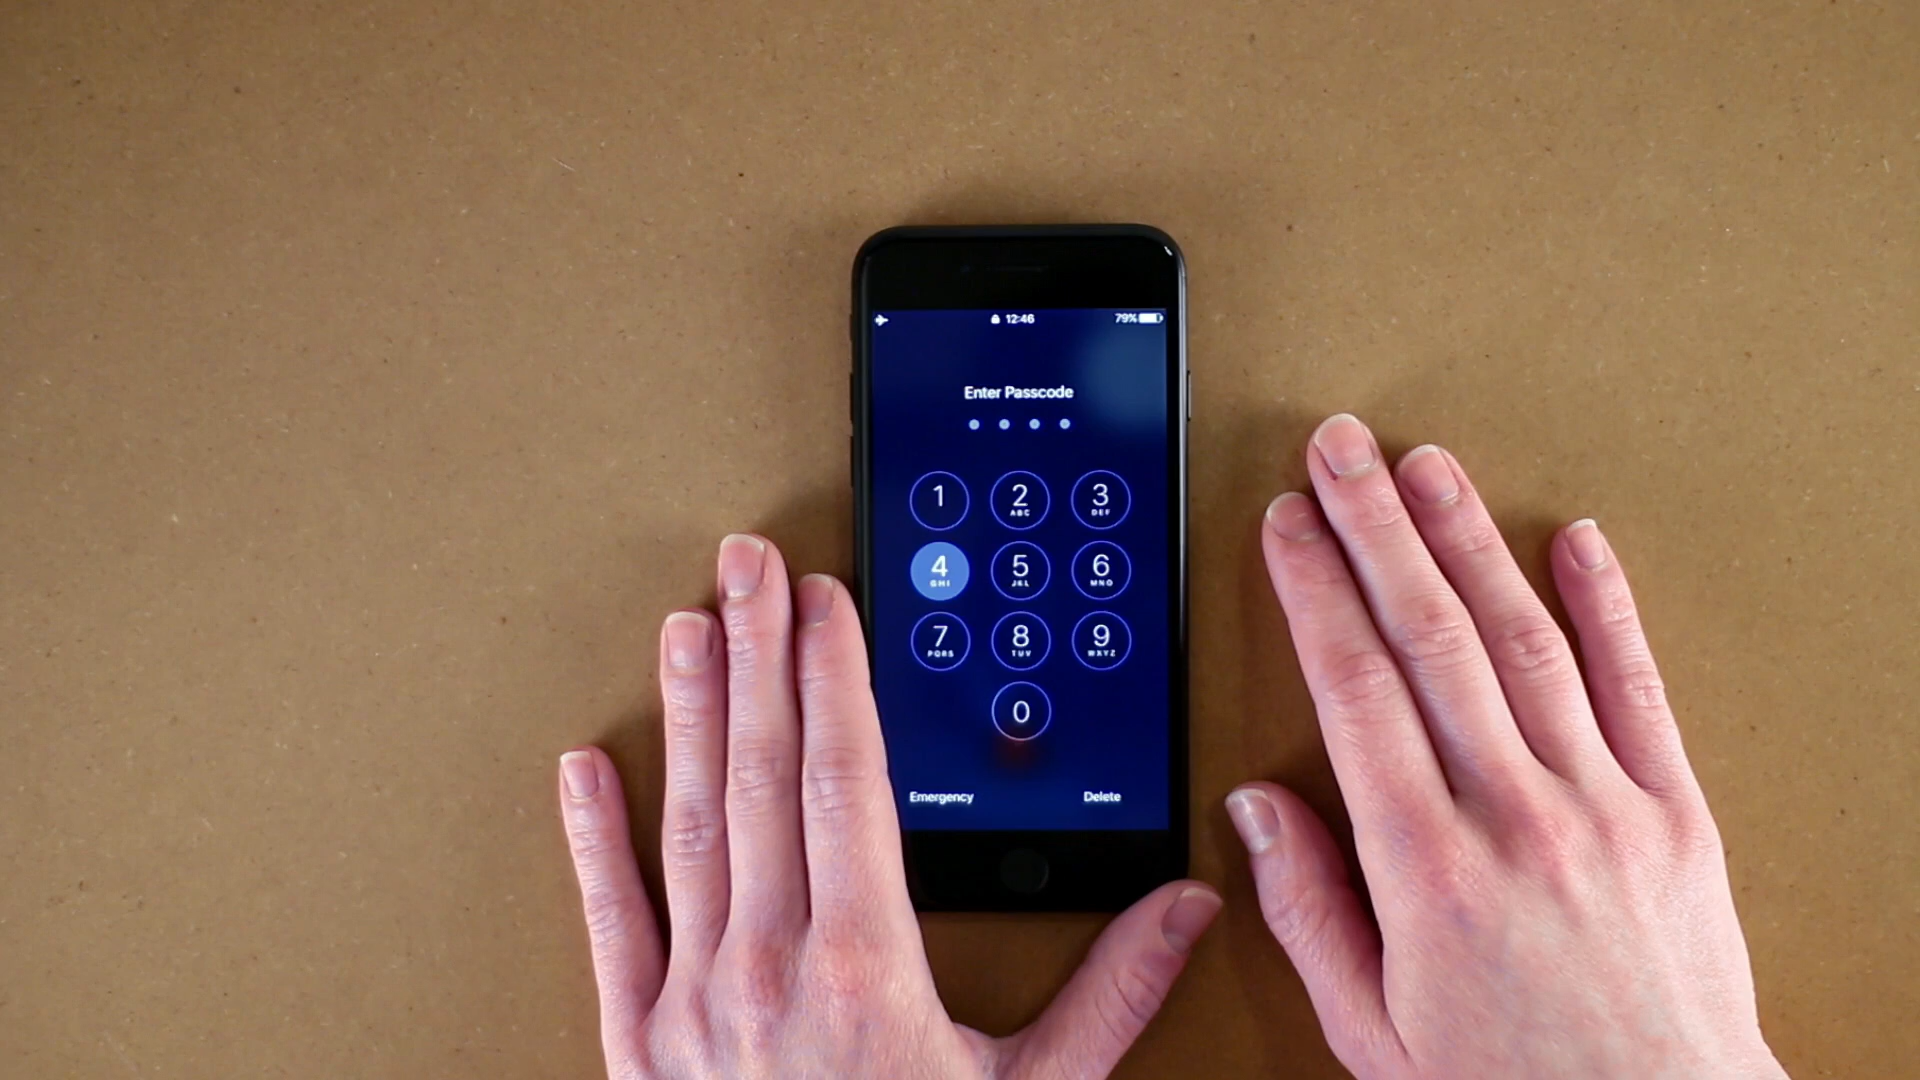 12:46 79%
Enter Passcode
1 2 3
ABC DEF
4 5 6
GHI JKL MNO
7 8 9
PQRS TUV WXYZ
0
Emergency Delete